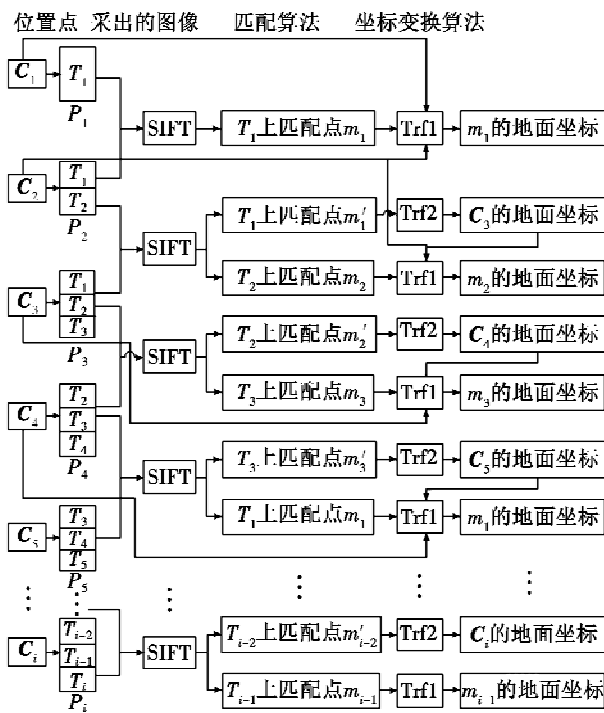 位置点 采出的图像 匹配算法 坐标变换算法
C₁ T₁
P₁
SIFT T₁上匹配点m₁ Trf1 m₁的地面坐标
C₂ T₁
T₂
P₂
SIFT T₁上匹配点m₁′ Trf2 C₃的地面坐标
T₂上匹配点m₂ Trf1 m₂的地面坐标
C₃ T₁
T₂
T₃
P₃
SIFT T₂上匹配点m₂′ Trf2 C₄的地面坐标
T₃上匹配点m₃ Trf1 m₃的地面坐标
C₄ T₂
T₃
T₄
P₄
SIFT T₃上匹配点m₃′ Trf2 C₅的地面坐标
T₁上匹配点m₁ Trf1 m₁的地面坐标
C₅ T₃
T₄
T₅
P₅
⋮ ⋮ ⋮ ⋮ ⋮ ⋮
Cᵢ Tᵢ₋₂
Tᵢ₋₁
Tᵢ
Pᵢ
SIFT Tᵢ₋₂上匹配点m′ᵢ₋₂ Trf2 Cᵢ的地面坐标
Tᵢ₋₁上匹配点mᵢ₋₁ Trf1 mᵢ₋₁的地面坐标